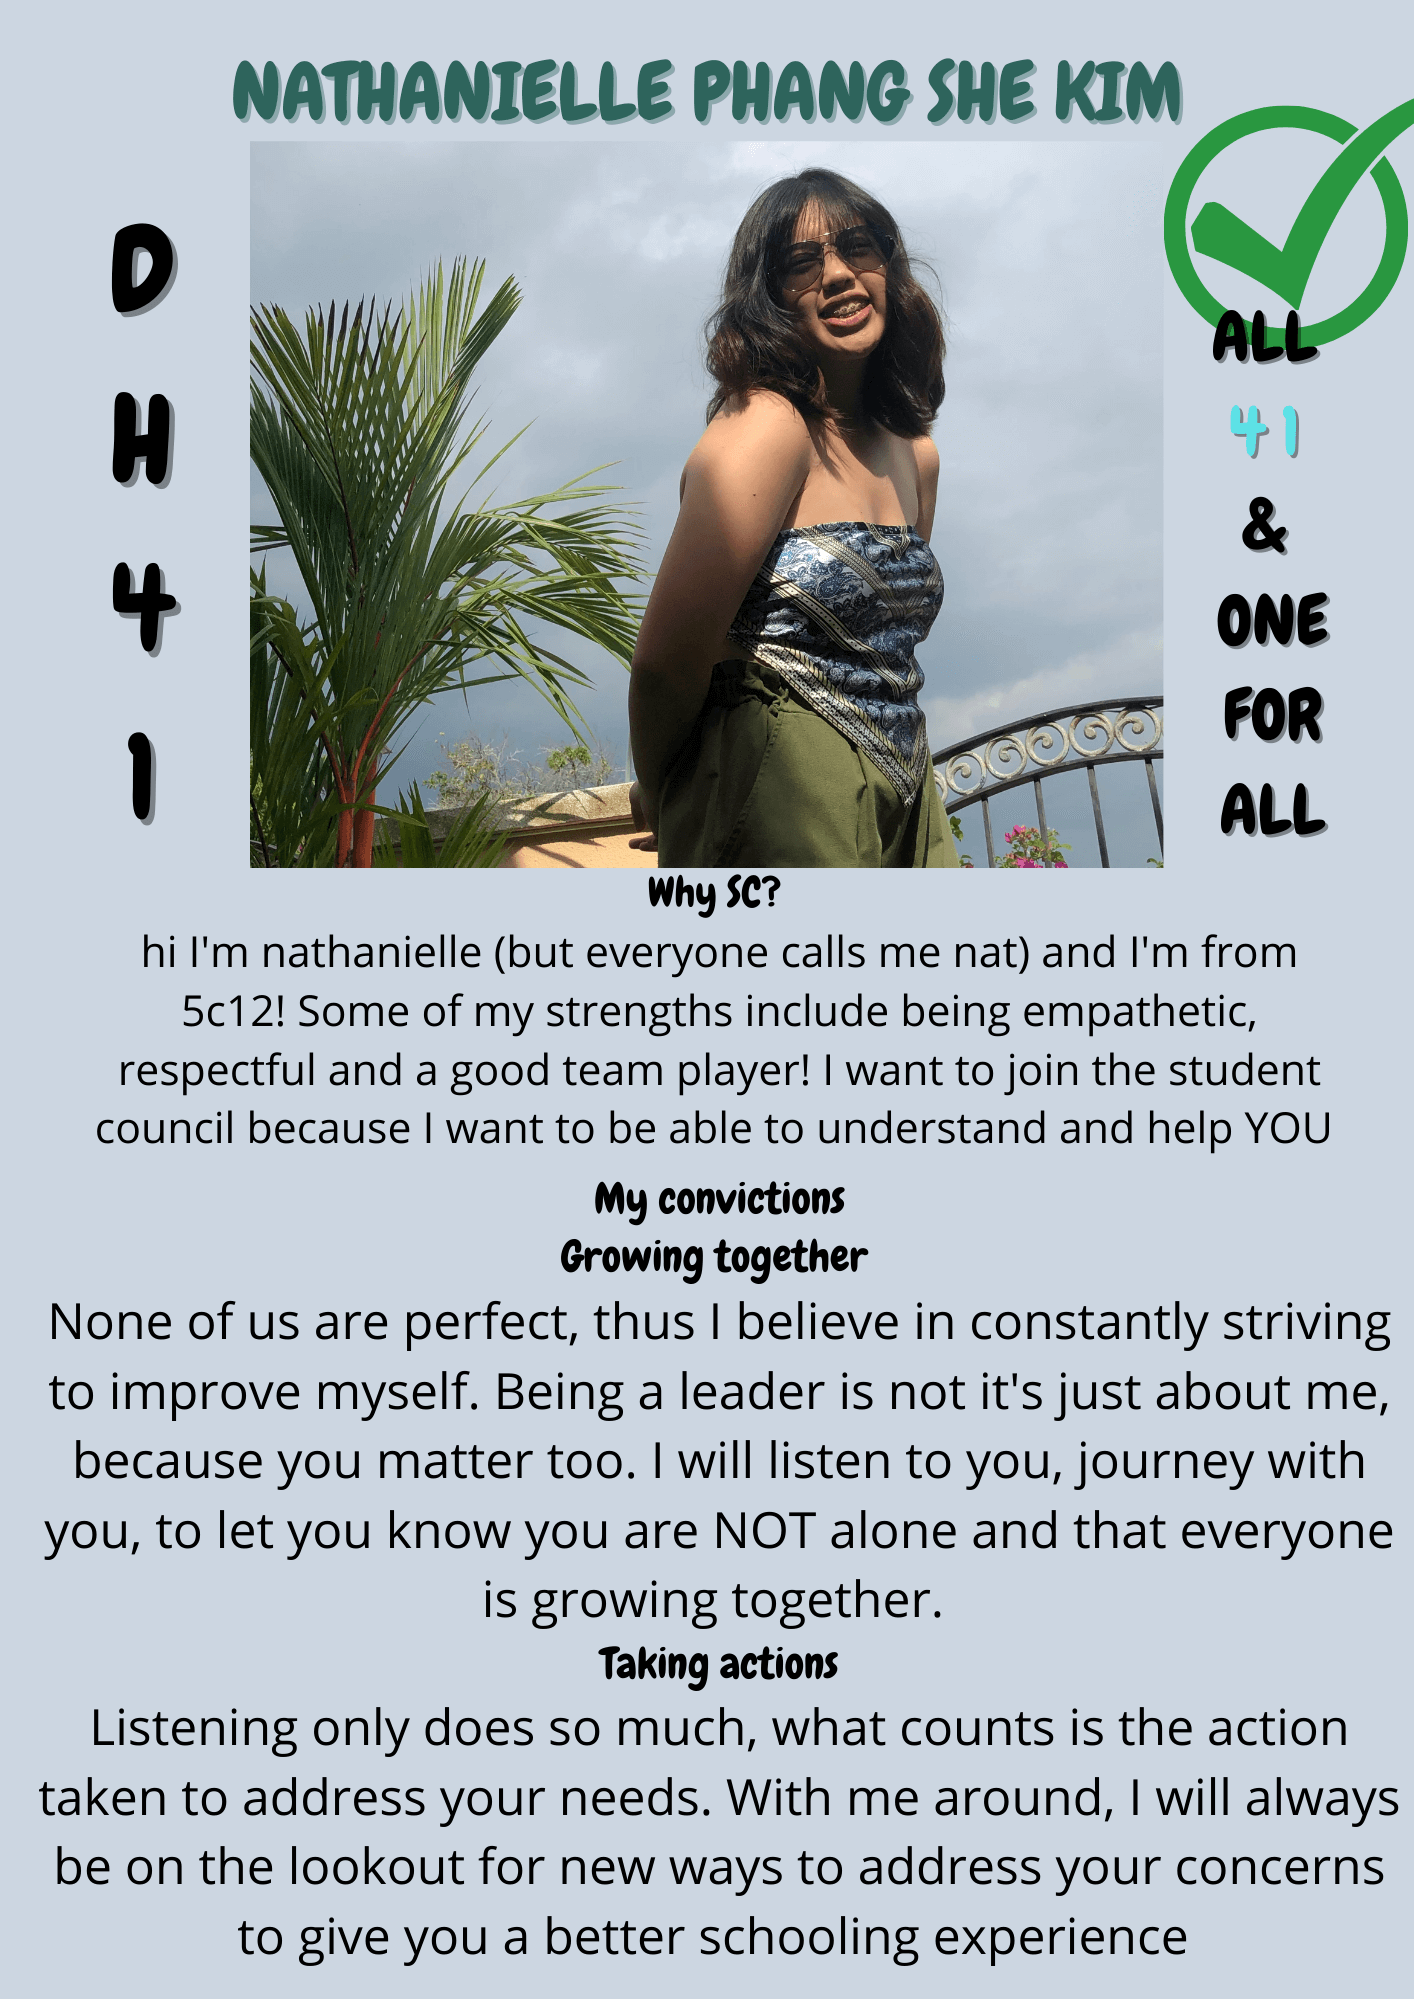 NATHANIELLE PHANG SHE KIM
D
H
4
1
ALL
41
&
ONE
FOR
ALL
Why SC?
hi I'm nathanielle (but everyone calls me nat) and I'm from
5c12! Some of my strengths include being empathetic,
respectful and a good team player! I want to join the student
council because I want to be able to understand and help YOU
My convictions
Growing together
None of us are perfect, thus I believe in constantly striving
to improve myself. Being a leader is not it's just about me,
because you matter too. I will listen to you, journey with
you, to let you know you are NOT alone and that everyone
is growing together.
Taking actions
Listening only does so much, what counts is the action
taken to address your needs. With me around, I will always
be on the lookout for new ways to address your concerns
to give you a better schooling experience